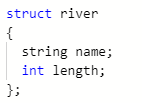 struct river
{
string name;
int length;
};